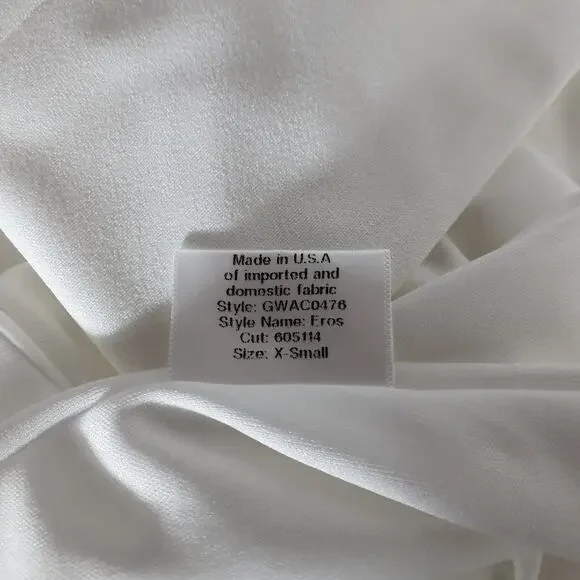 Made in U.S.A
of imported and
domestic fabric
Style: GWAC0476
Style Name: Eros
Cut: 605114
Size: X-Small